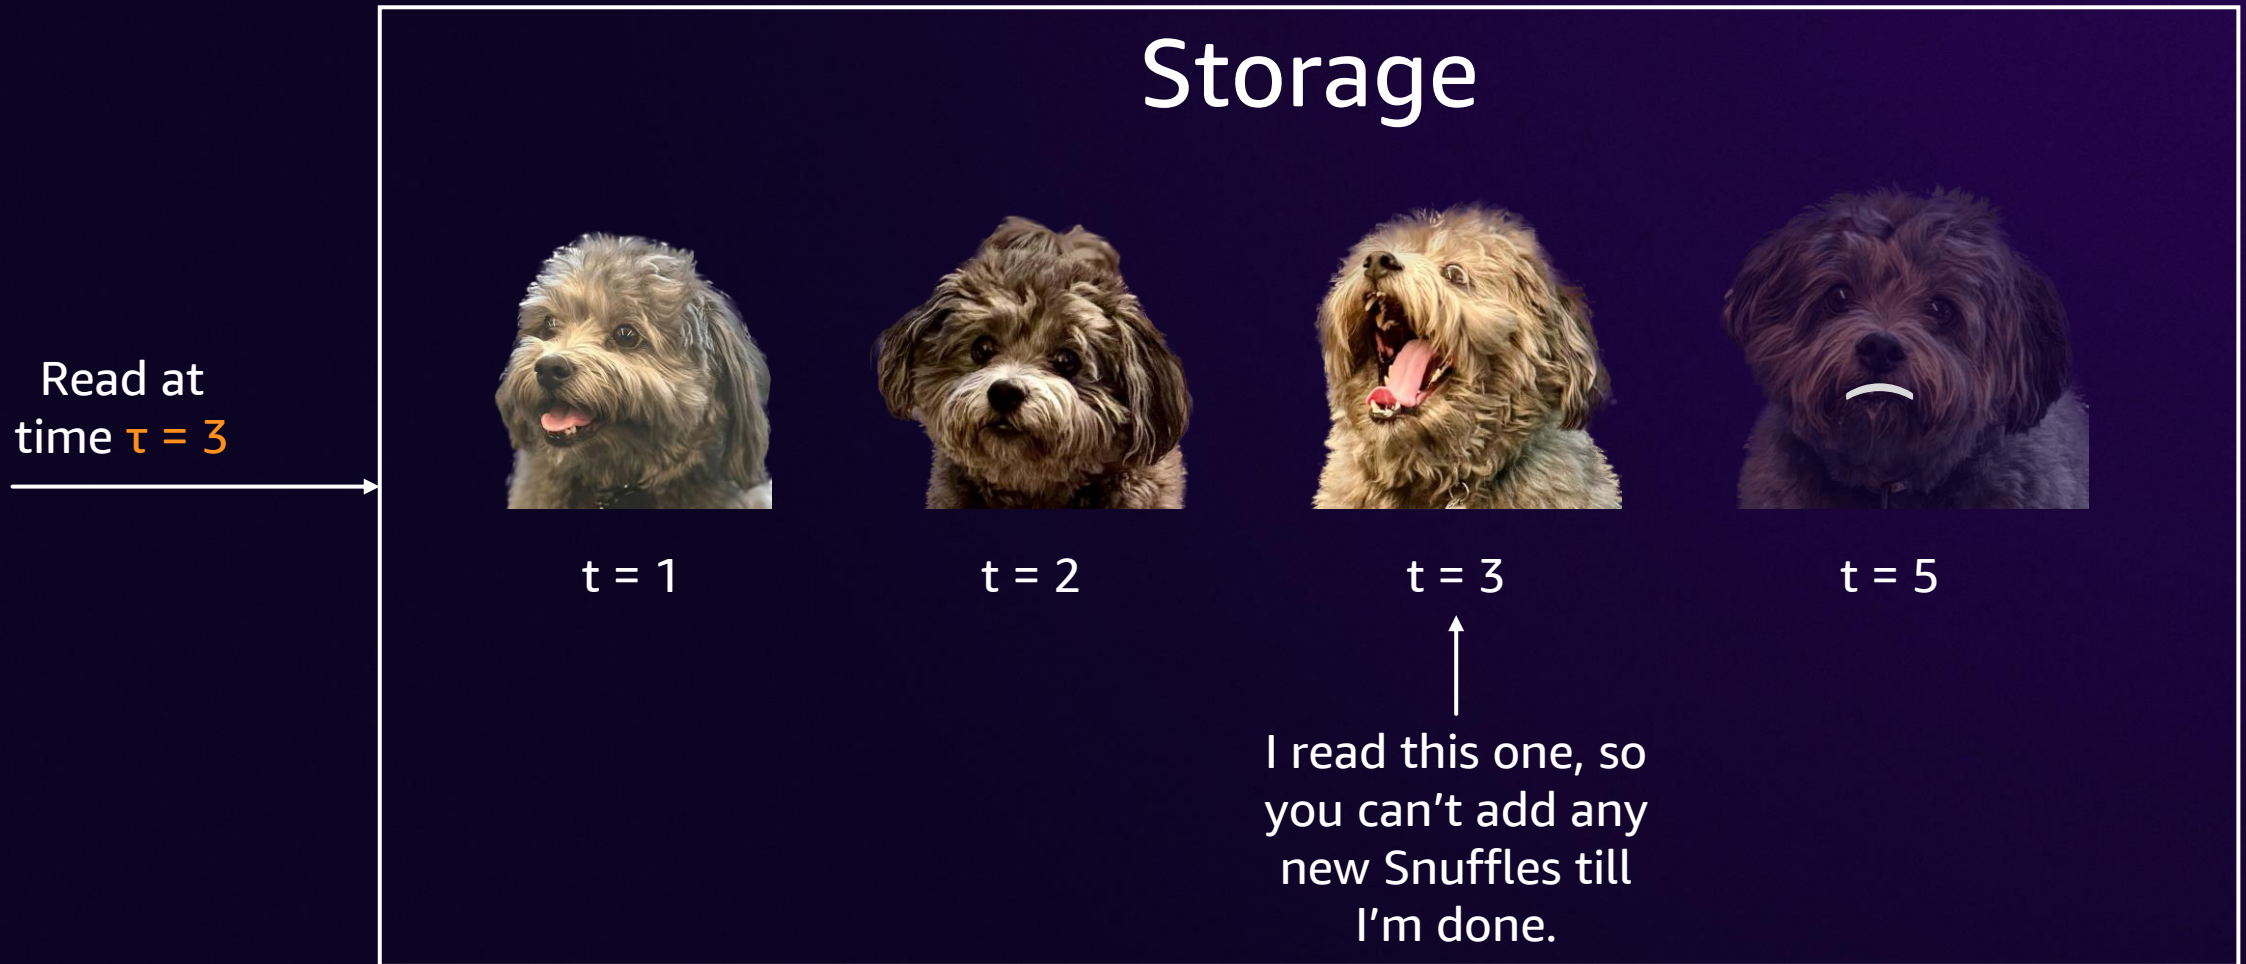 Storage
Read at
time τ = 3
t = 1
t = 2
t = 3
t = 5
I read this one, so
you can’t add any
new Snuffles till
I’m done.